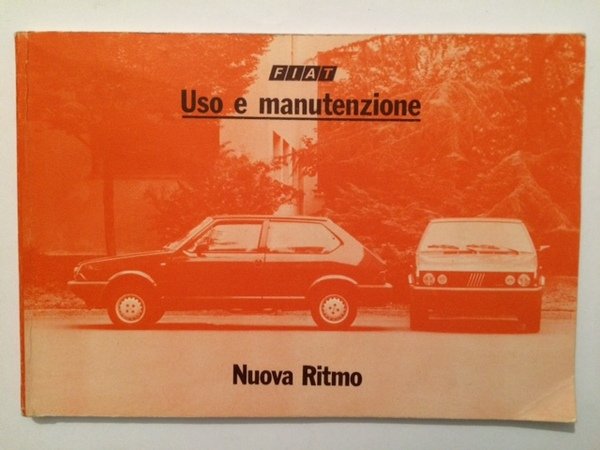 FIAT
Uso e manutenzione
Nuova Ritmo